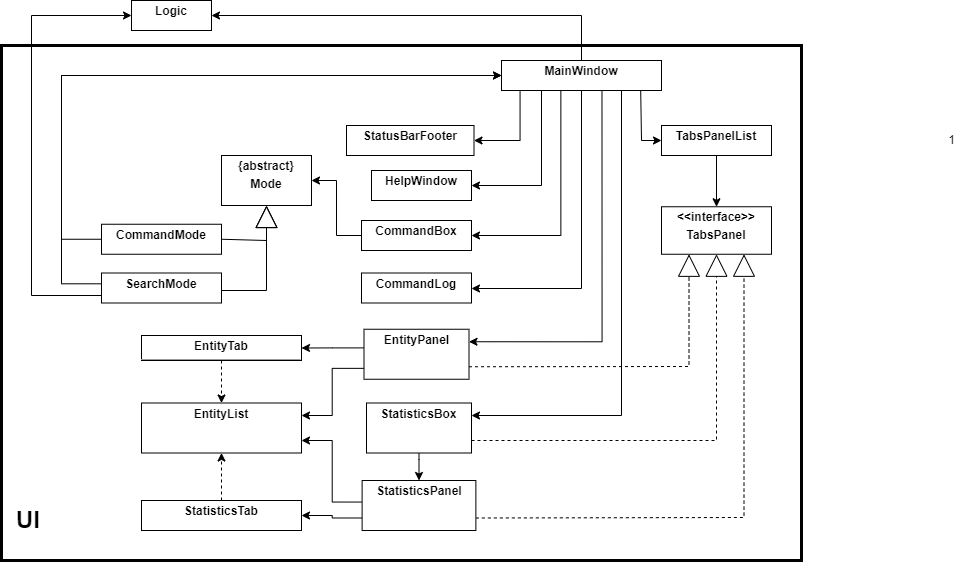 Logic
MainWindow
StatusBarFooter
TabsPanelList
1
{abstract}
Mode
HelpWindow
<<interface>>
TabsPanel
CommandMode
CommandBox
SearchMode
CommandLog
EntityTab
EntityPanel
EntityList
StatisticsBox
StatisticsPanel
StatisticsTab
UI